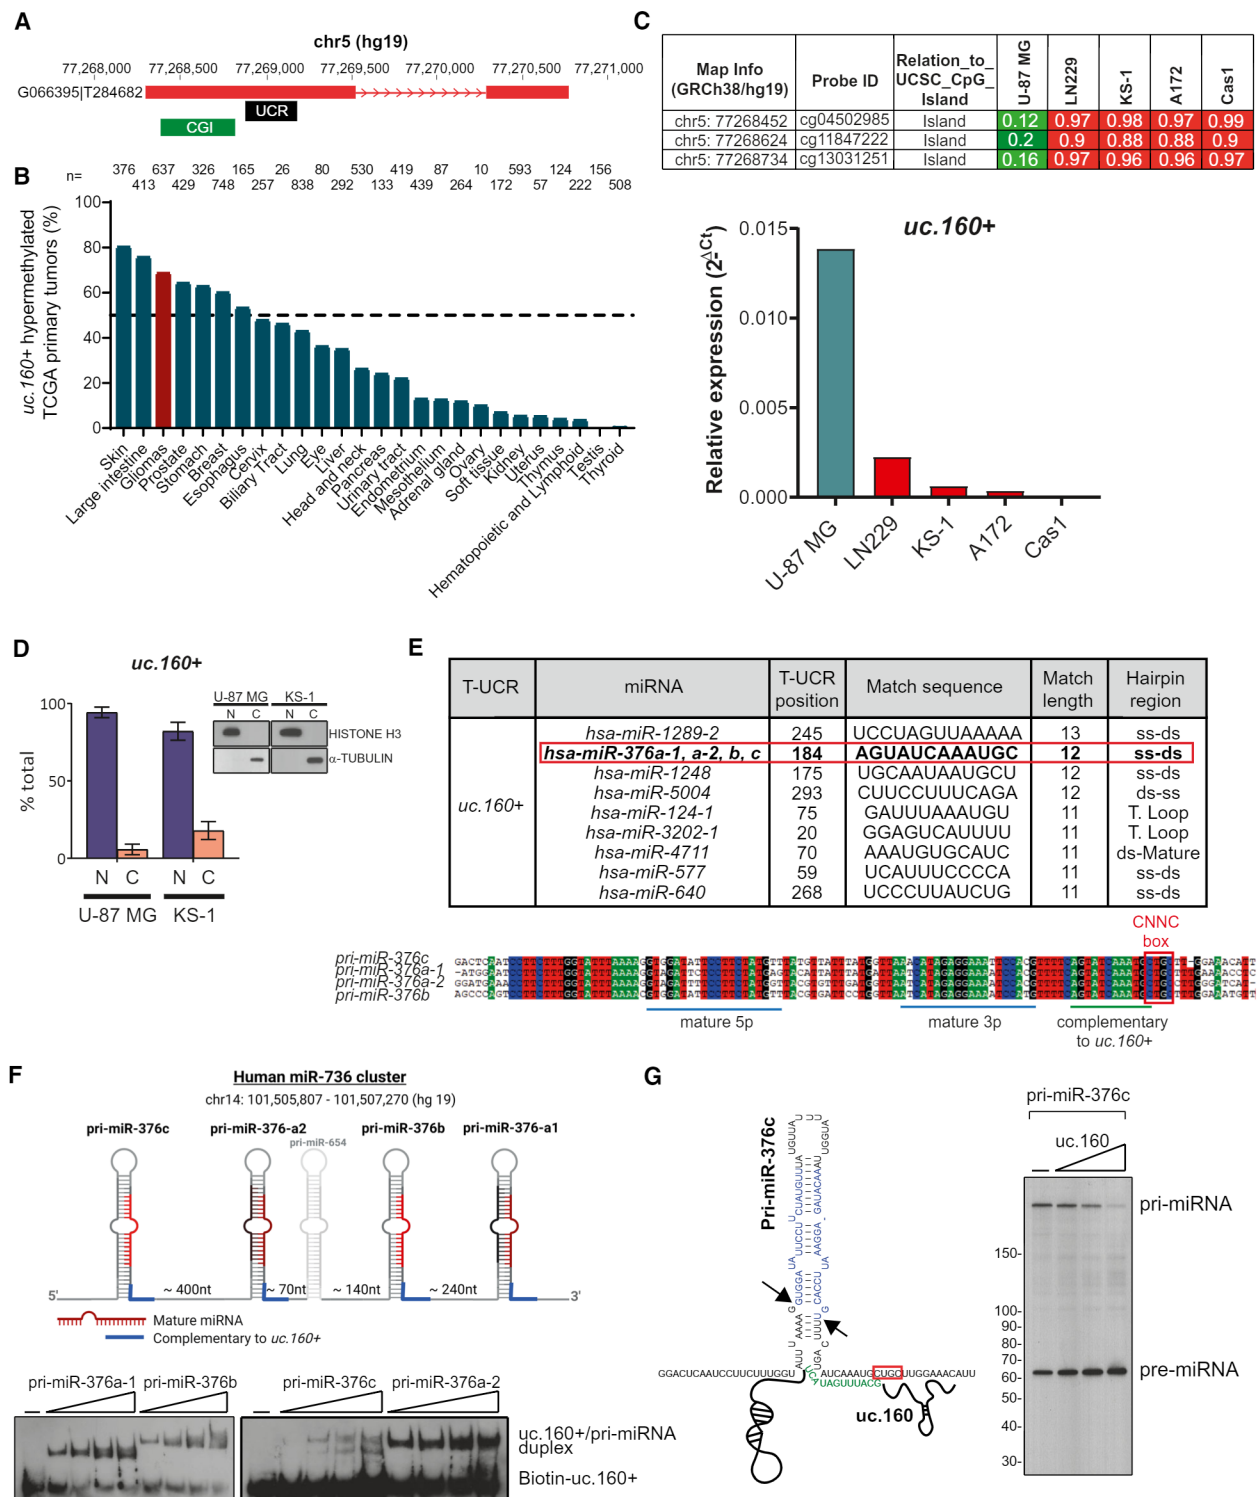 A
chr5 (hg19)
77,268,000 77,268,500 77,269,000 77,269,500 77,270,000 77,270,500 77,271,000
G066395|T284682
UCR
CGI
B
n= 376 637 326 165 26 80 530 419 87 10 593 124 156
413 429 748 257 838 292 133 439 264 172 57 222 508
uc.160+ hypermethylated
TCGA primary tumors (%)
100
80
60
40
20
0
Skin
Large intestine
Gliomas
Prostate
Stomach
Breast
Esophagus
Cervix
Biliary Tract
Lung
Eye
Liver
Head and neck
Pancreas
Urinary tract
Endometrium
Mesothelium
Adrenal gland
Ovary
Soft tissue
Kidney
Uterus
Thymus
Hematopoietic and Lymphoid
Testis
Thyroid
C
Map Info (GRCh38/hg19) Probe ID Relation_to_UCSC_CpG_Island U-87 MG LN229 KS-1 A172 Cas1
chr5: 77268452 cg04502985 Island 0.12 0.97 0.98 0.97 0.99
chr5: 77268624 cg11847222 Island 0.2 0.9 0.88 0.88 0.9
chr5: 77268734 cg13031251 Island 0.16 0.97 0.96 0.96 0.97
uc.160+
Relative expression (2^-ΔCt)
0.015
0.010
0.005
0.000
U-87 MG
LN229
KS-1
A172
Cas1
D
uc.160+
% total
100
50
0
N C N C
U-87 MG KS-1
U-87 MG KS-1
N C N C
HISTONE H3
α-TUBULIN
E
T-UCR miRNA T-UCR position Match sequence Match length Hairpin region
uc.160+
hsa-miR-1289-2 245 UCCUAGUUAAAAA 13 ss-ds
hsa-miR-376a-1, a-2, b, c 184 AGUAUCAAAUGC 12 ss-ds
hsa-miR-1248 175 UGCAAUAAUGCU 12 ss-ds
hsa-miR-5004 293 CUUCCUUUCAGA 12 ds-ss
hsa-miR-124-1 75 GAUUUAAAUGU 11 T. Loop
hsa-miR-3202-1 20 GGAGUCAUUUU 11 T. Loop
hsa-miR-4711 70 AAAUGUGCAUC 11 ds-Mature
hsa-miR-577 59 UCAUUUCCCCA 11 ss-ds
hsa-miR-640 268 UCCCUUAUCUG 11 ss-ds
CNNC
box
pri-miR-376c
pri-miR-376a-1
pri-miR-376a-2
pri-miR-376b
mature 5p
mature 3p
complementary
to uc.160+
F
Human miR-736 cluster
chr14: 101,505,807 - 101,507,270 (hg 19)
pri-miR-376c pri-miR-376-a2 pri-miR-376b pri-miR-376-a1
pri-miR-654
5' ~ 400nt ~ 70nt ~ 140nt ~ 240nt 3'
Mature miRNA
Complementary to uc.160+
pri-miR-376a-1 pri-miR-376b pri-miR-376c pri-miR-376a-2
uc.160+/pri-miRNA
duplex
Biotin-uc.160+
G
Pri-miR-376c
GGACUCAAUCCUUCUUUGGU
AUCAAAUGCUGCUUGGAAACAUU
UAGUUUACG
uc.160
pri-miR-376c
uc.160
pri-miRNA
150-
100-
90-
80-
70-
60-
50-
40-
30-
pre-miRNA